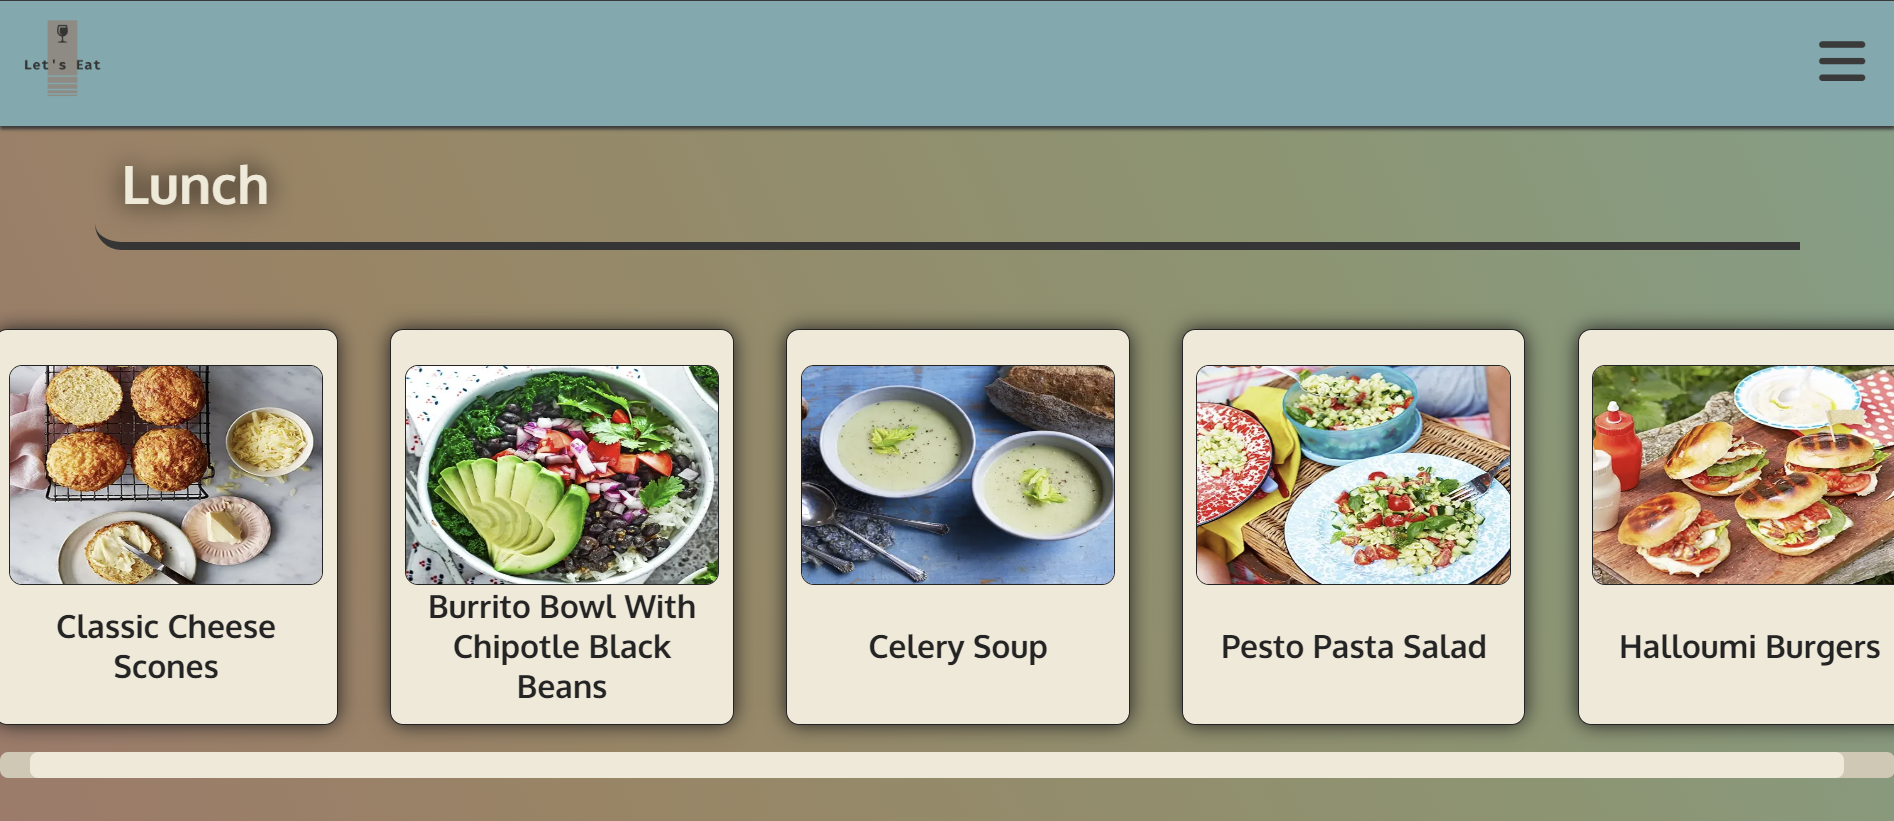 Let's Eat
Lunch
Classic Cheese
Scones
Burrito Bowl With
Chipotle Black
Beans
Celery Soup
Pesto Pasta Salad
Halloumi Burgers